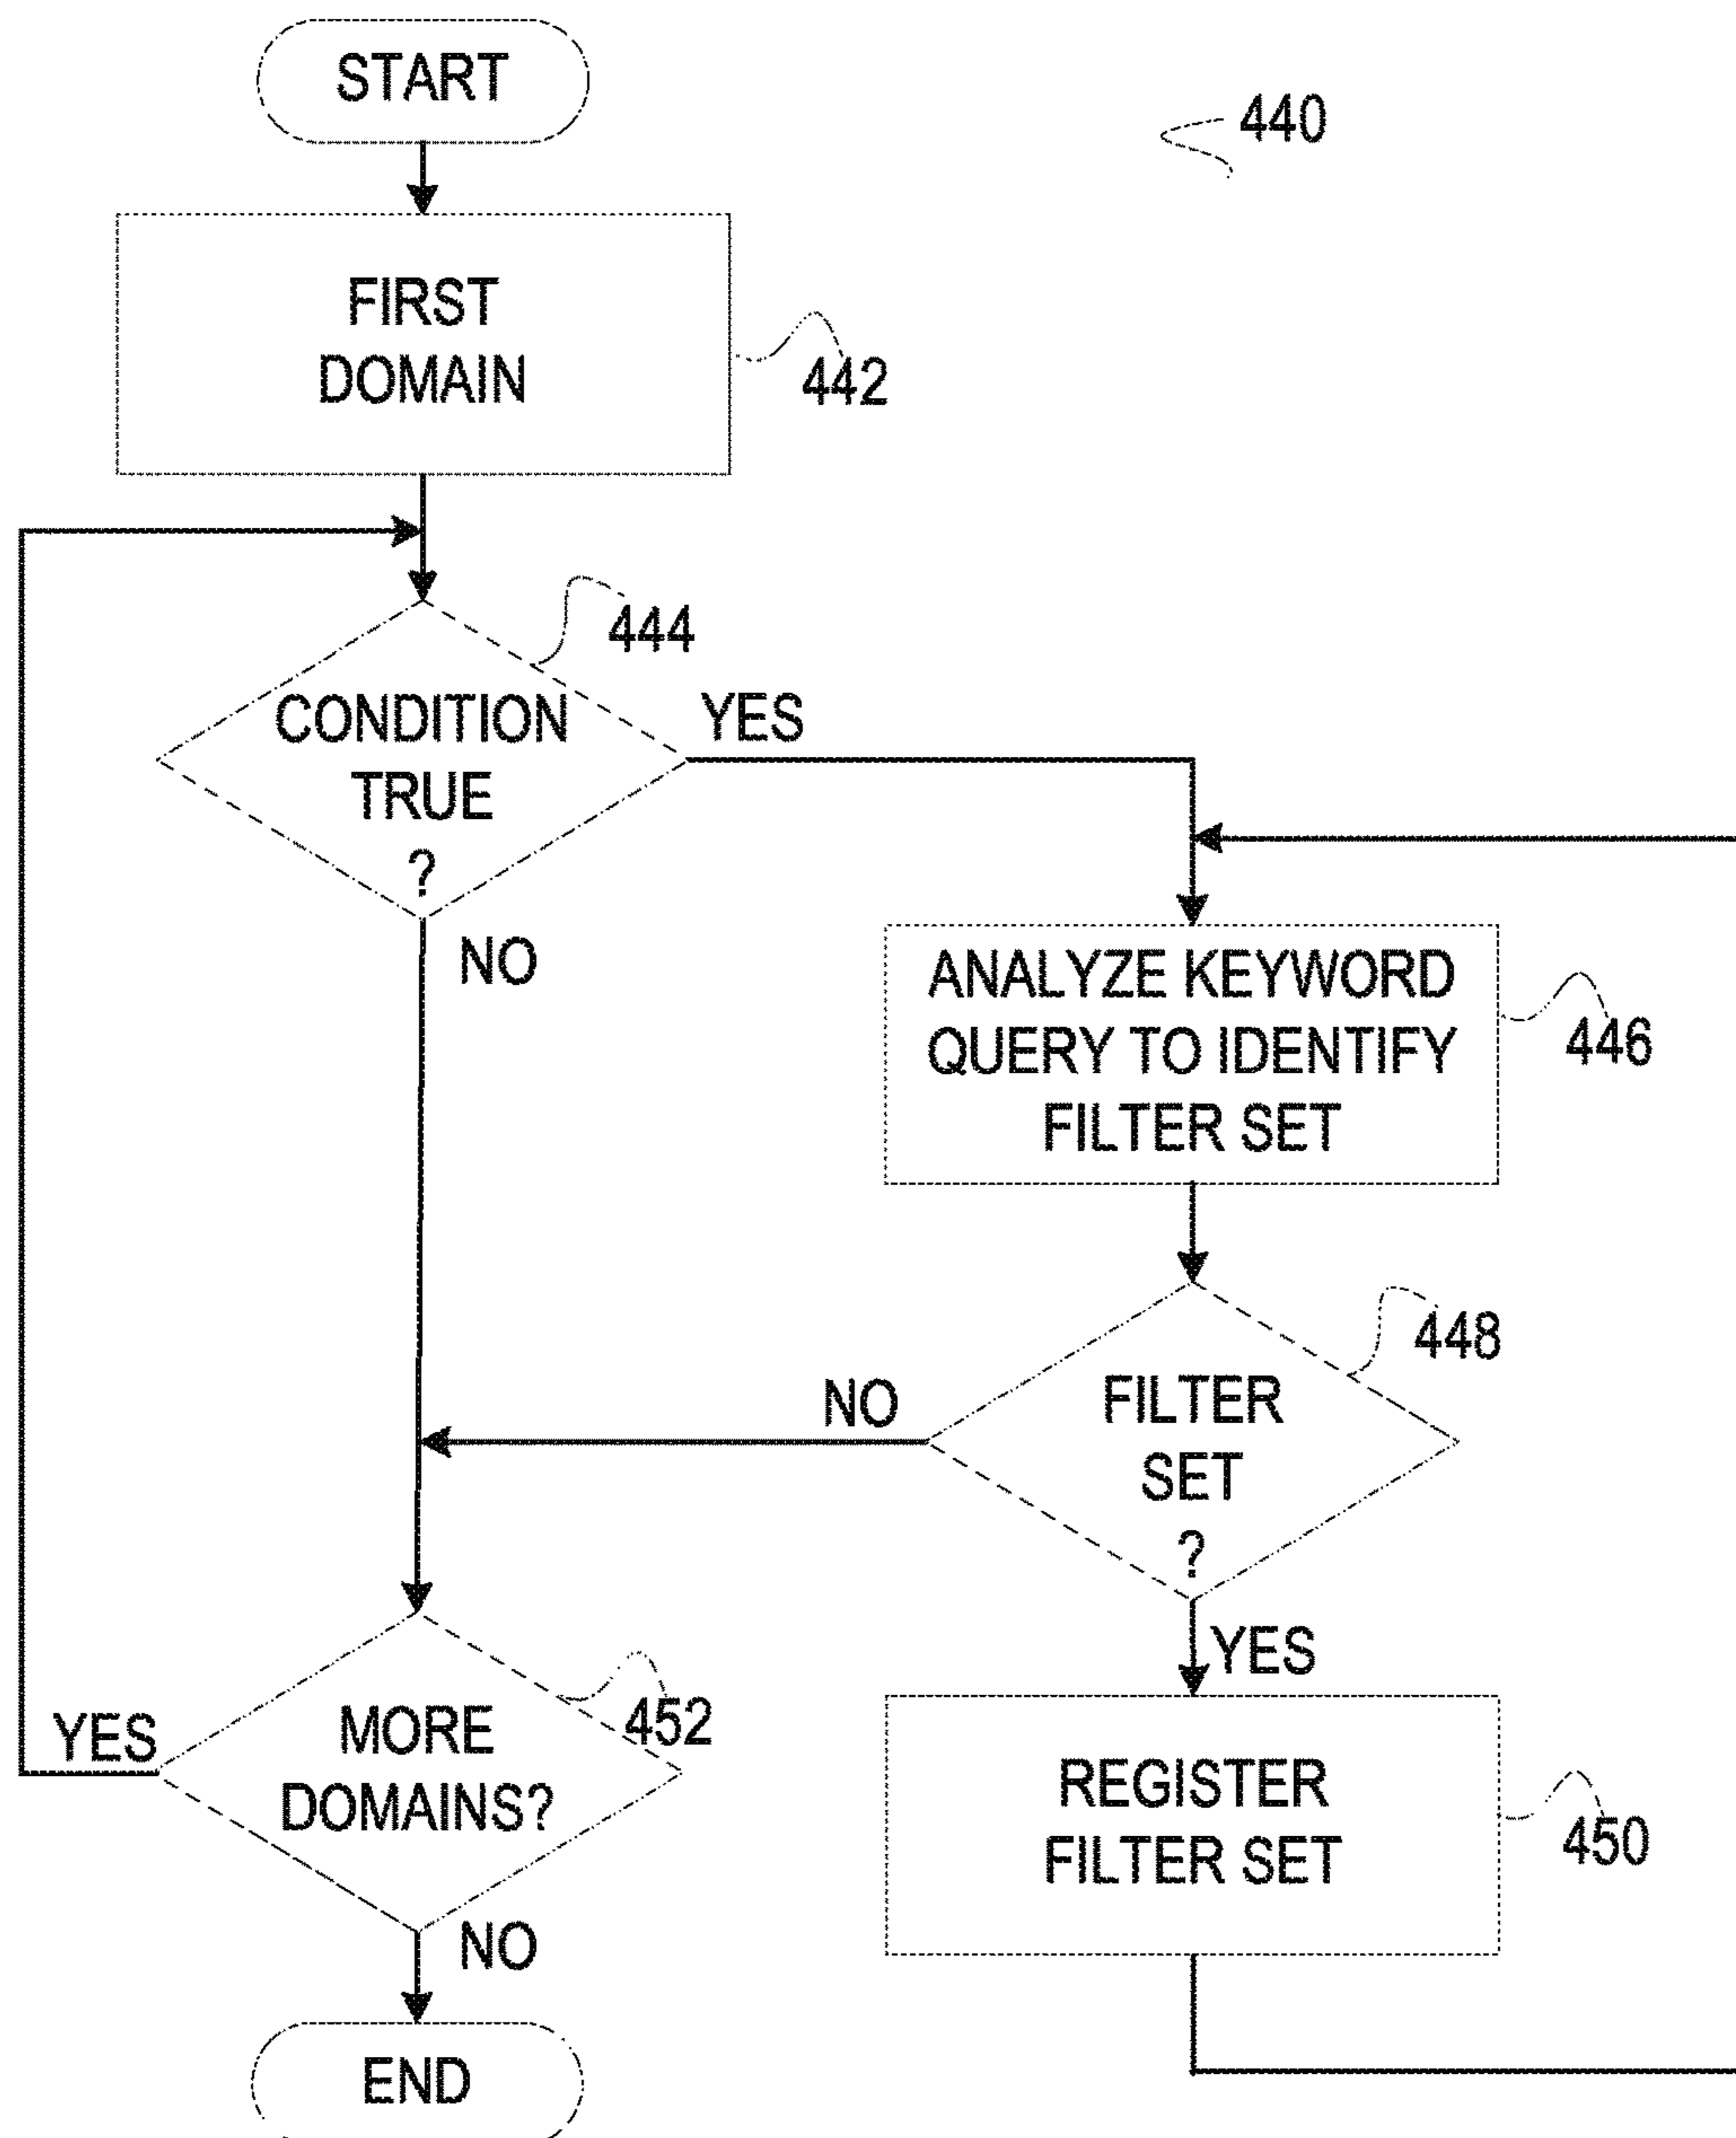 START
440
FIRST
DOMAIN
442
444
CONDITION
TRUE
?
YES
NO
ANALYZE KEYWORD
QUERY TO IDENTIFY
FILTER SET
446
448
FILTER
SET
?
NO
YES
REGISTER
FILTER SET
450
452
MORE
DOMAINS?
YES
NO
END